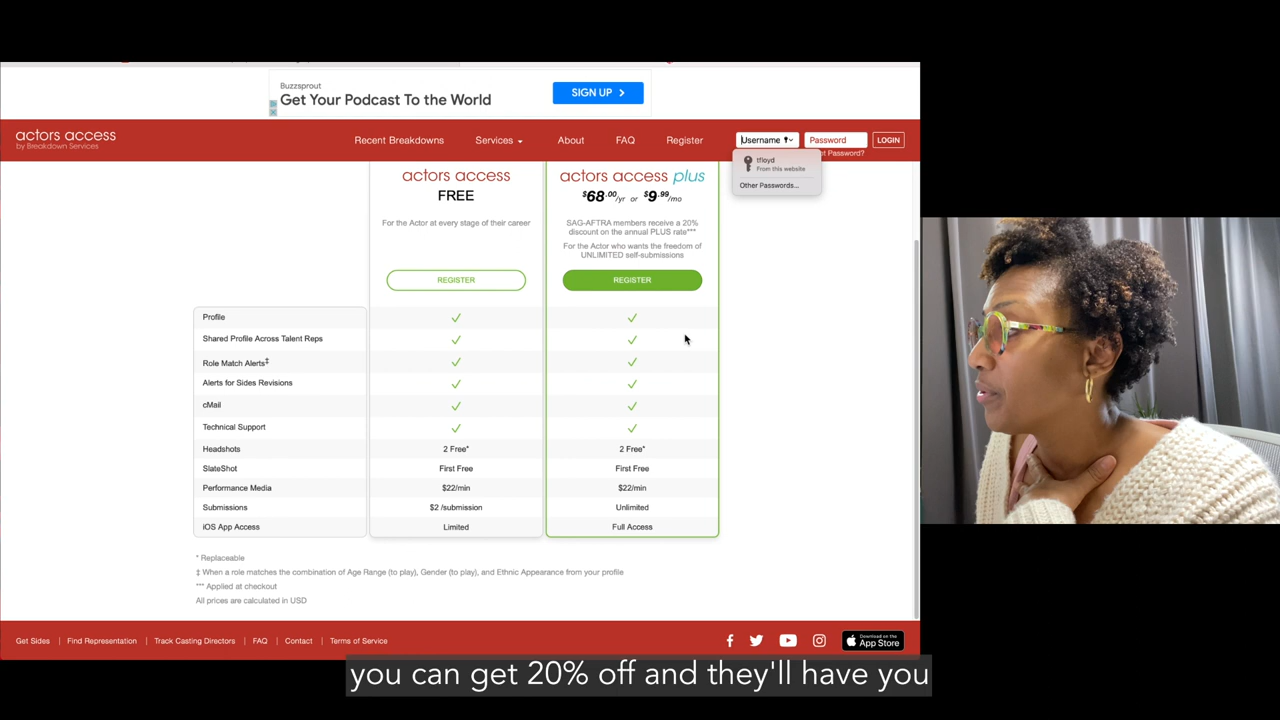 Buzzsprout
Get Your Podcast To the World
SIGN UP >
actors access
by Breakdown Services
Recent Breakdowns
Services
About
FAQ
Register
Username
Password
LOGIN
Password?
tfloyd
From this website
Other Passwords...
actors access
FREE
For the Actor at every stage of their career
REGISTER
actors access plus
$68.00/yr or $9.99/mo
SAG-AFTRA members receive a 20%
discount on the annual PLUS rate***
For the Actor who wants the freedom of
UNLIMITED self-submissions
REGISTER
Profile ✓ ✓
Shared Profile Across Talent Reps ✓ ✓
Role Match Alerts‡ ✓ ✓
Alerts for Sides Revisions ✓ ✓
cMail ✓ ✓
Technical Support ✓ ✓
Headshots 2 Free* 2 Free*
SlateShot First Free First Free
Performance Media $22/min $22/min
Submissions $2 /submission Unlimited
iOS App Access Limited Full Access
* Replaceable
‡ When a role matches the combination of Age Range (to play), Gender (to play), and Ethnic Appearance from your profile
*** Applied at checkout
All prices are calculated in USD
Get Sides | Find Representation | Track Casting Directors | FAQ | Contact | Terms of Service
Download on the
App Store
you can get 20% off and they'll have you